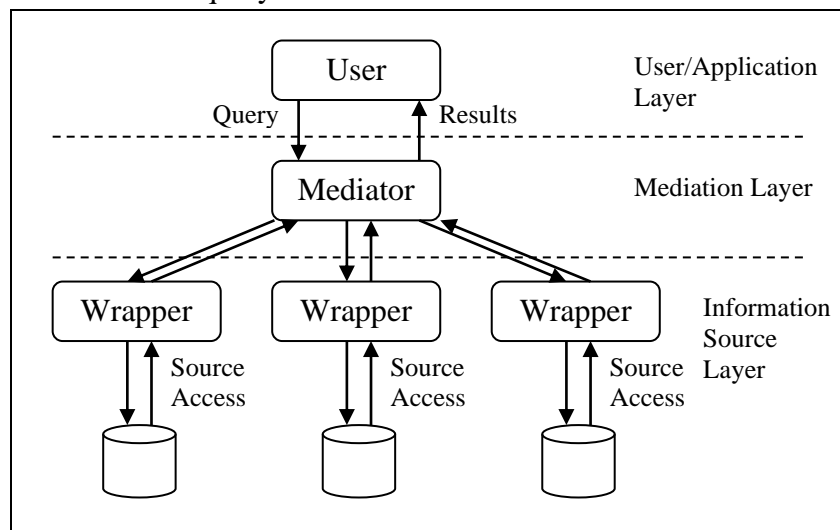 User
User/Application
Layer
Query
Results
Mediator
Mediation Layer
Wrapper
Wrapper
Wrapper
Information
Source
Layer
Source
Access
Source
Access
Source
Access